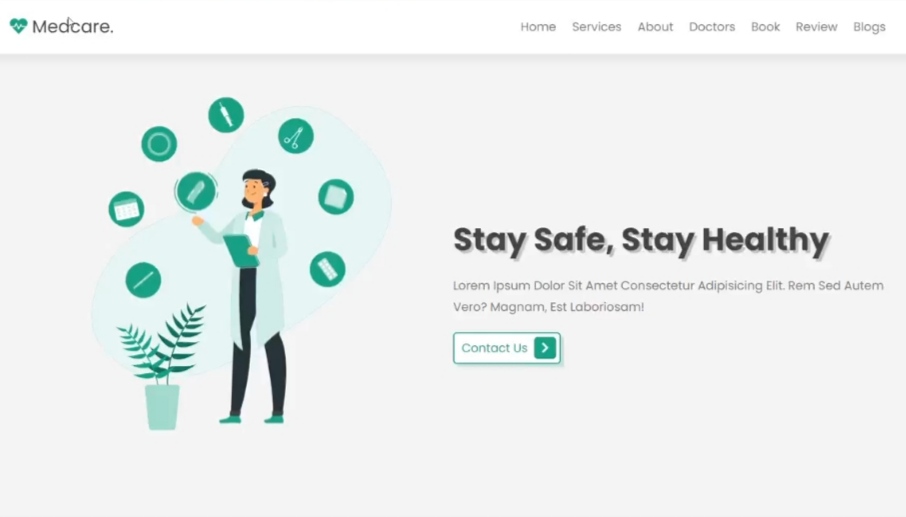 Medcare.
Home Services About Doctors Book Review Blogs
Stay Safe, Stay Healthy
Lorem Ipsum Dolor Sit Amet Consectetur Adipisicing Elit. Rem Sed Autem
Vero? Magnam, Est Laboriosam!
Contact Us